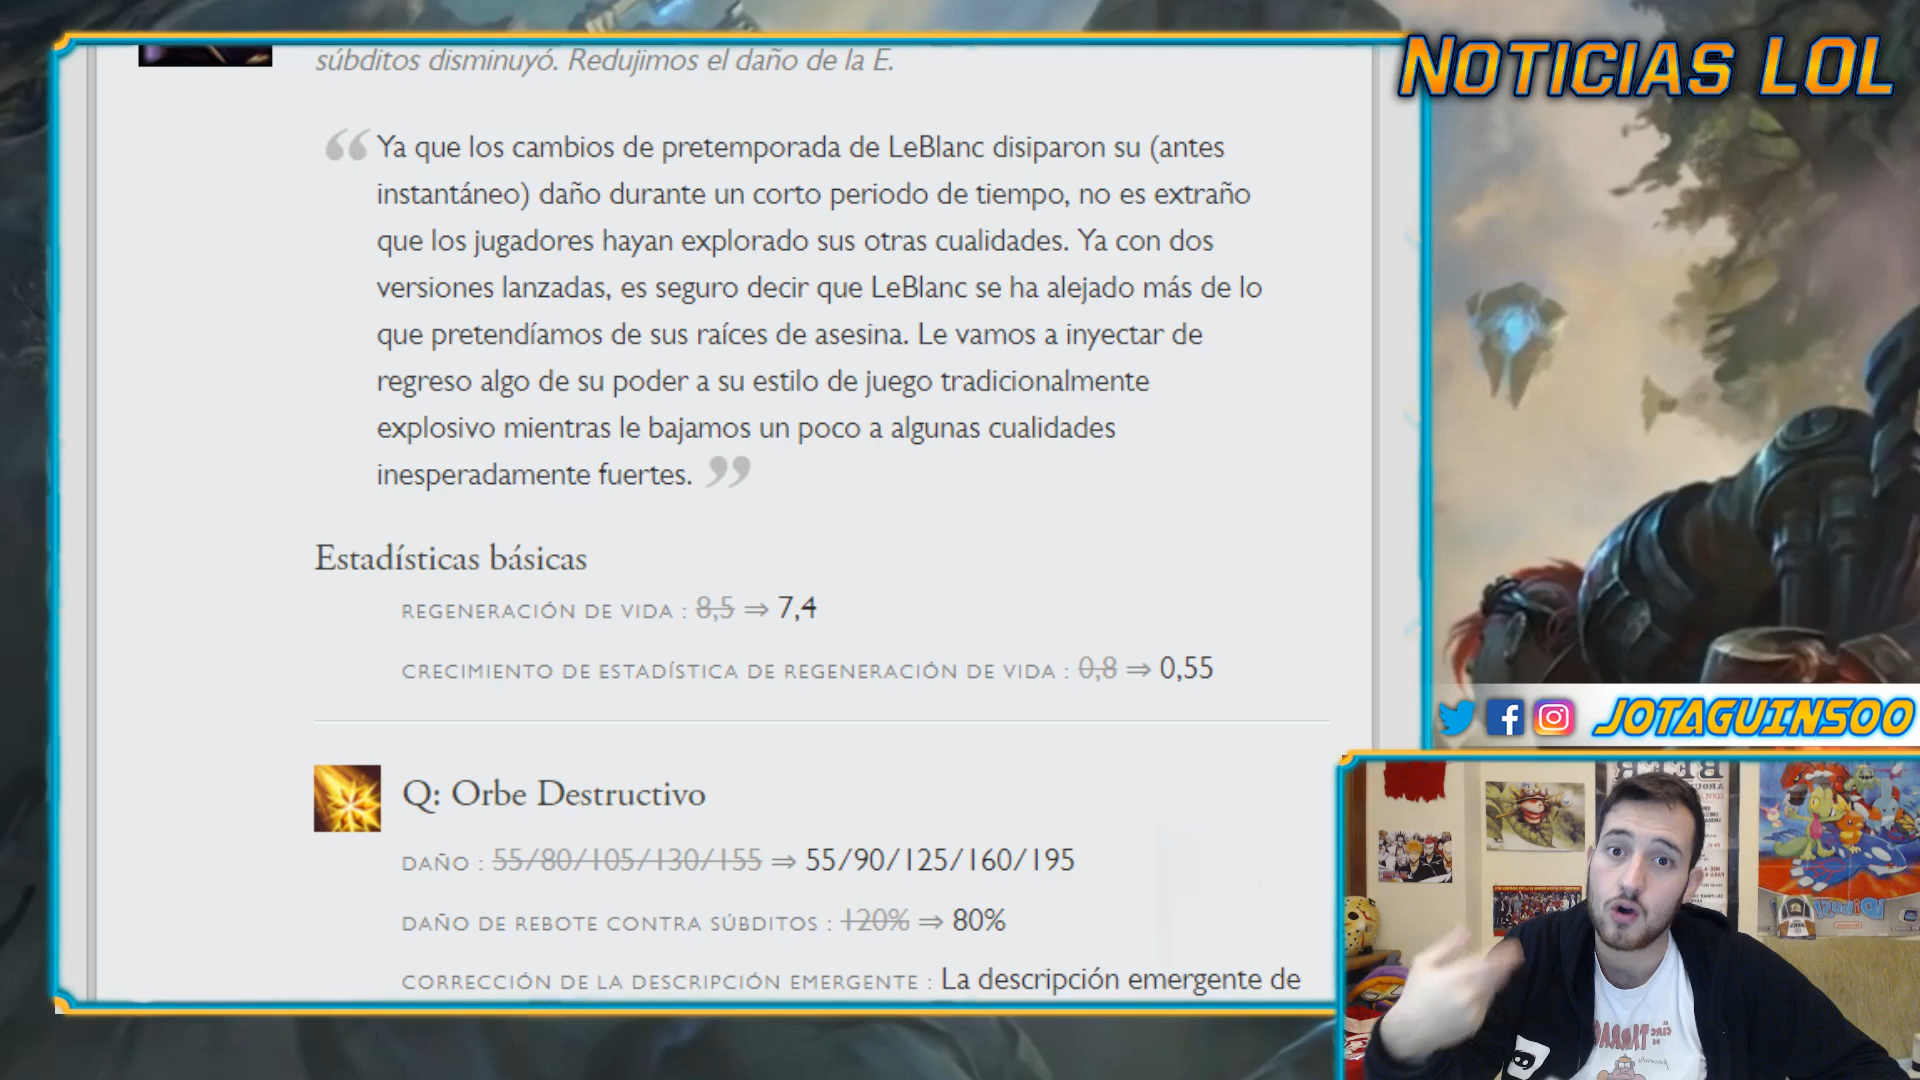 súbditos disminuyó. Redujimos el daño de la E.
NOTICIAS LOL
“ Ya que los cambios de pretemporada de LeBlanc disiparon su (antes
instantáneo) daño durante un corto periodo de tiempo, no es extraño
que los jugadores hayan explorado sus otras cualidades. Ya con dos
versiones lanzadas, es seguro decir que LeBlanc se ha alejado más de lo
que pretendíamos de sus raíces de asesina. Le vamos a inyectar de
regreso algo de su poder a su estilo de juego tradicionalmente
explosivo mientras le bajamos un poco a algunas cualidades
inesperadamente fuertes. ”
Estadísticas básicas
REGENERACIÓN DE VIDA : 8,5 ⇒ 7,4
CRECIMIENTO DE ESTADÍSTICA DE REGENERACIÓN DE VIDA : 0,8 ⇒ 0,55
Q: Orbe Destructivo
DAÑO : 55/80/105/130/155 ⇒ 55/90/125/160/195
DAÑO DE REBOTE CONTRA SÚBDITOS : 120% ⇒ 80%
CORRECCIÓN DE LA DESCRIPCIÓN EMERGENTE : La descripción emergente de
JOTAGUINSOO
BEER